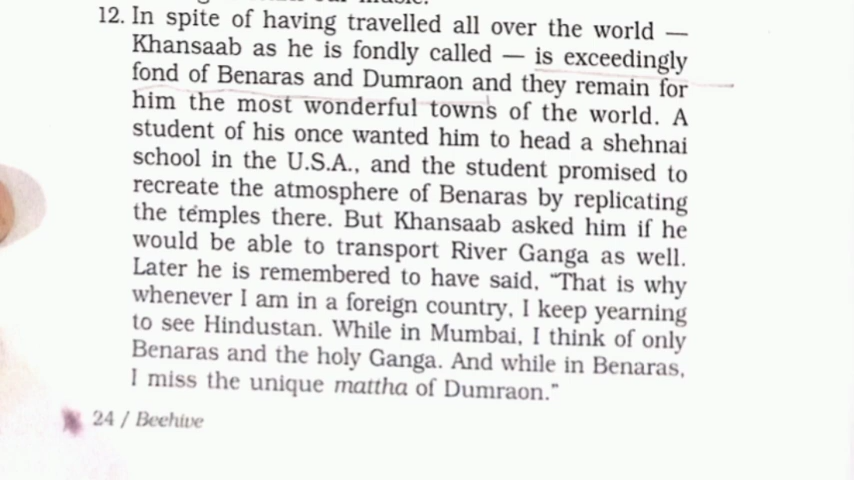 12. In spite of having travelled all over the world —
Khansaab as he is fondly called — is exceedingly
fond of Benaras and Dumraon and they remain for
him the most wonderful towns of the world. A
student of his once wanted him to head a shehnai
school in the U.S.A., and the student promised to
recreate the atmosphere of Benaras by replicating
the temples there. But Khansaab asked him if he
would be able to transport River Ganga as well.
Later he is remembered to have said, “That is why
whenever I am in a foreign country, I keep yearning
to see Hindustan. While in Mumbai, I think of only
Benaras and the holy Ganga. And while in Benaras,
I miss the unique mattha of Dumraon.”
24 / Beehive